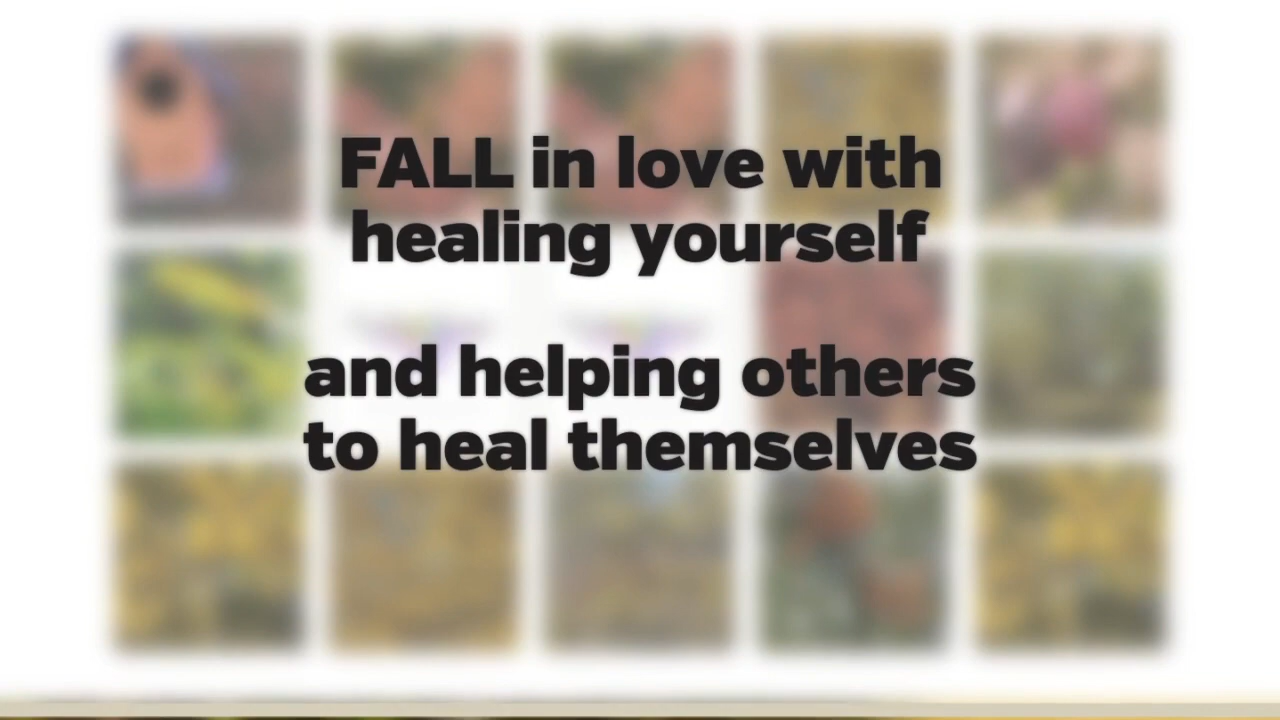 FALL in love with
healing yourself
and helping others
to heal themselves